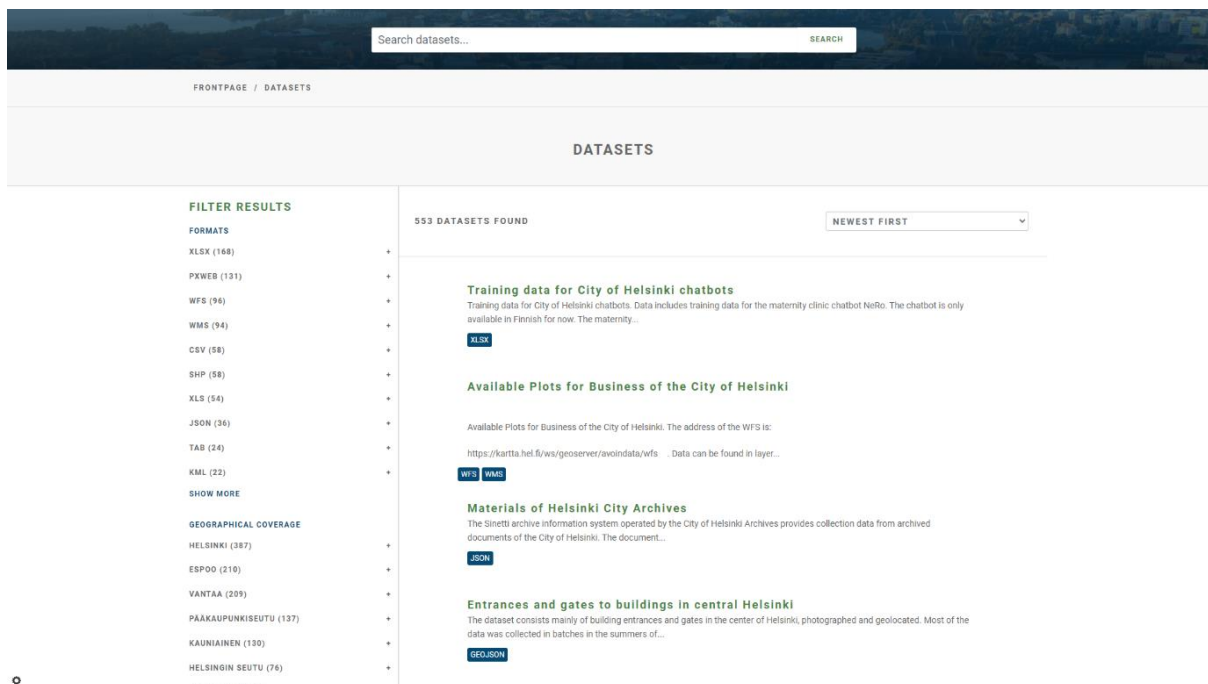 Search datasets...
SEARCH
FRONTPAGE / DATASETS
DATASETS
FILTER RESULTS
FORMATS
XLSX (168) +
PXWEB (131) +
WFS (96) +
WMS (94) +
CSV (58) +
SHP (58) +
XLS (54) +
JSON (36) +
TAB (24) +
KML (22) +
SHOW MORE
GEOGRAPHICAL COVERAGE
HELSINKI (387) +
ESPOO (210) +
VANTAA (209) +
PÄÄKAUPUNKISEUTU (137) +
KAUNIAINEN (130) +
HELSINGIN SEUTU (76) +
553 DATASETS FOUND
NEWEST FIRST
Training data for City of Helsinki chatbots
Training data for City of Helsinki chatbots. Data includes training data for the maternity clinic chatbot NeRo. The chatbot is only
available in Finnish for now. The maternity...
XLSX
Available Plots for Business of the City of Helsinki
Available Plots for Business of the City of Helsinki. The address of the WFS is:
https://kartta.hel.fi/ws/geoserver/avoindata/wfs . Data can be found in layer...
WFS WMS
Materials of Helsinki City Archives
The Sinetti archive information system operated by the City of Helsinki Archives provides collection data from archived
documents of the City of Helsinki. The document...
JSON
Entrances and gates to buildings in central Helsinki
The dataset consists mainly of building entrances and gates in the center of Helsinki, photographed and geolocated. Most of the
data was collected in batches in the summers of...
GEOJSON